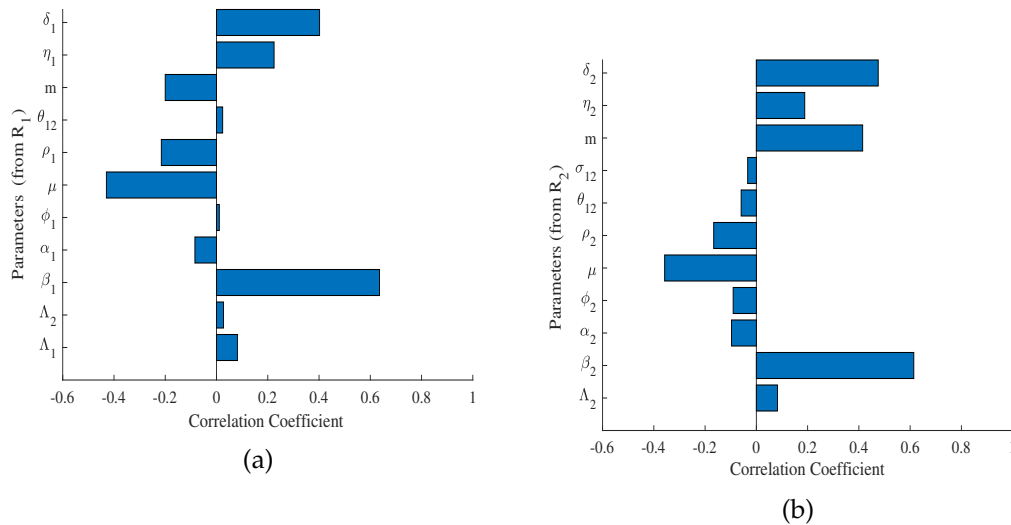 δ1
η1
m
θ12
ρ1
μ
ϕ1
α1
β1
Λ2
Λ1
Parameters (from R1)
-0.6 -0.4 -0.2 0 0.2 0.4 0.6 0.8 1
Correlation Coefficient
(a)
δ2
η2
m
σ12
θ12
ρ2
μ
ϕ2
α2
β2
Λ2
Parameters (from R2)
-0.6 -0.4 -0.2 0 0.2 0.4 0.6 0.8 1
Correlation Coefficient
(b)